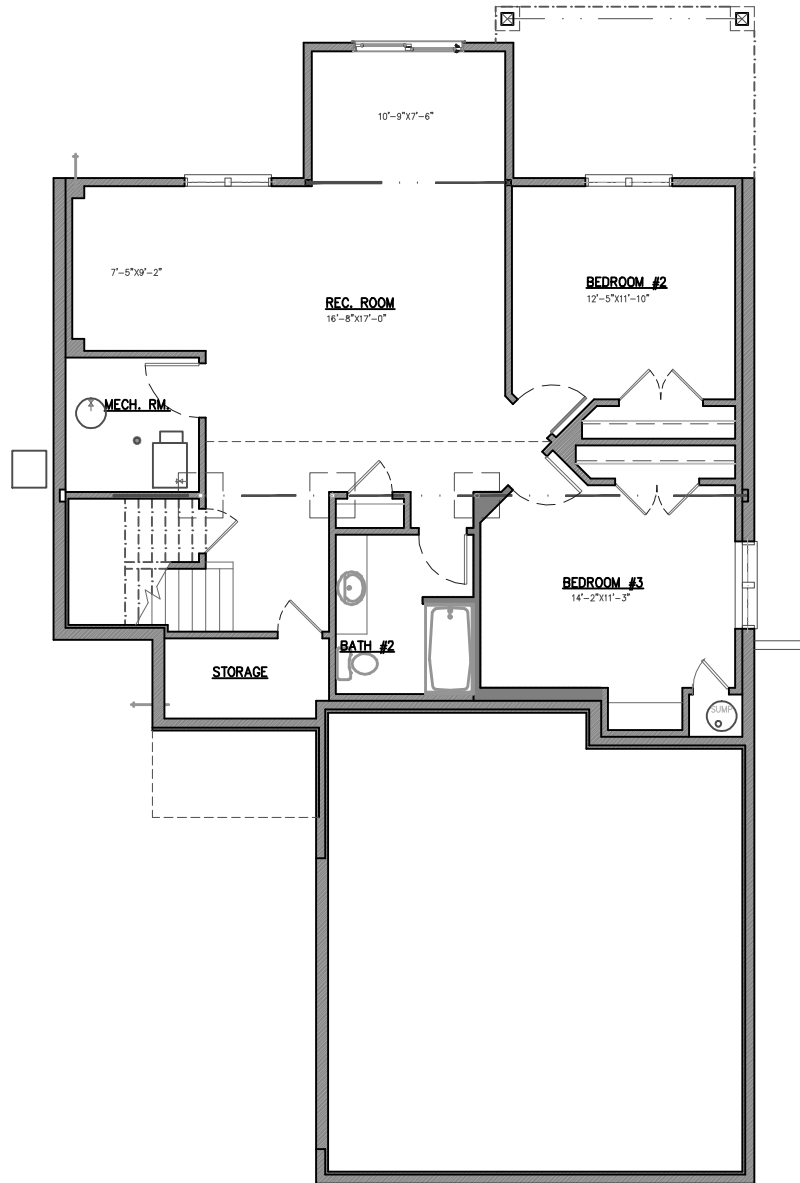 10'-9"X7'-6"
7'-5"X9'-2"
REC. ROOM
16'-8"X17'-0"
BEDROOM #2
12'-5"X11'-10"
MECH. RM.
BEDROOM #3
14'-2"X11'-3"
BATH #2
STORAGE
SUMP